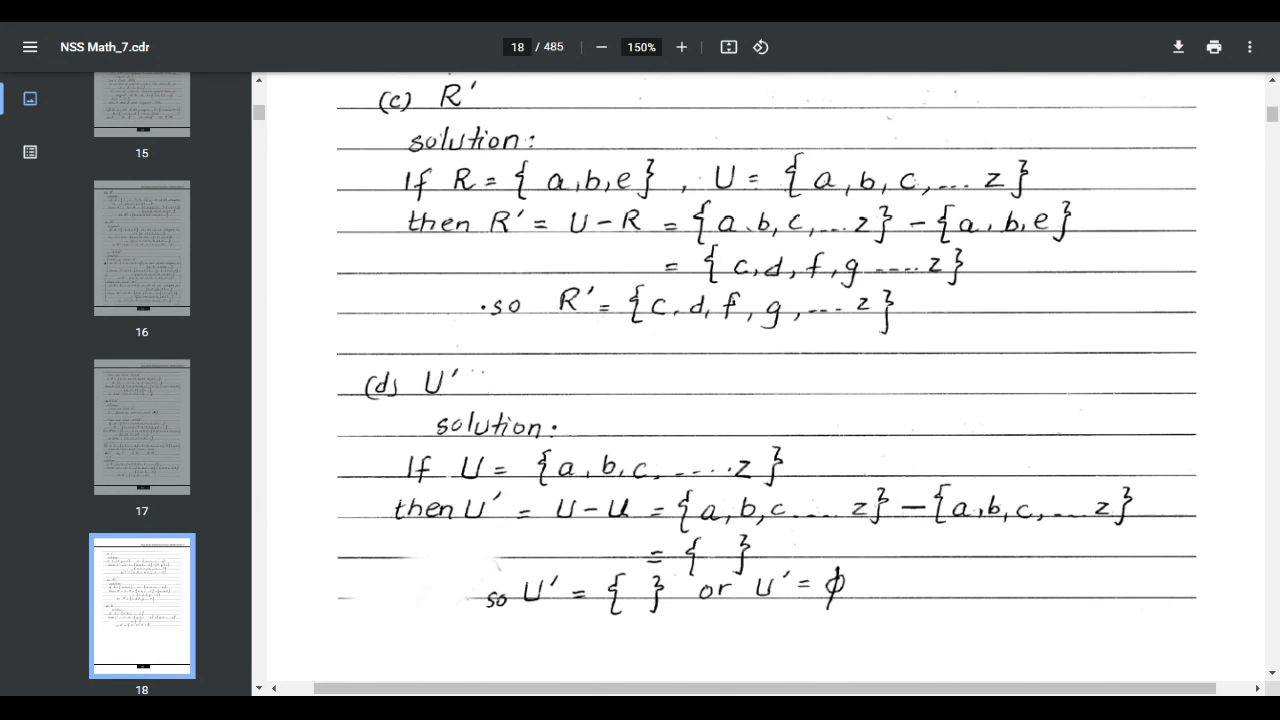 NSS Math_7.cdr
18 / 485
150%
15
16
17
18
(c) R'
solution:
If R = { a, b, e } , U = { a, b, c, .... z }
then R' = U - R = { a, b, c, ... z } - { a, b, e }
= { c, d, f, g ..... z }
so R' = { c, d, f, g, .... z }
(d) U'
solution.
If U = { a, b, c, ..... z }
then U' = U - U = { a, b, c .... z } - { a, b, c, ... z }
= { }
so U' = { } or U' = ϕ